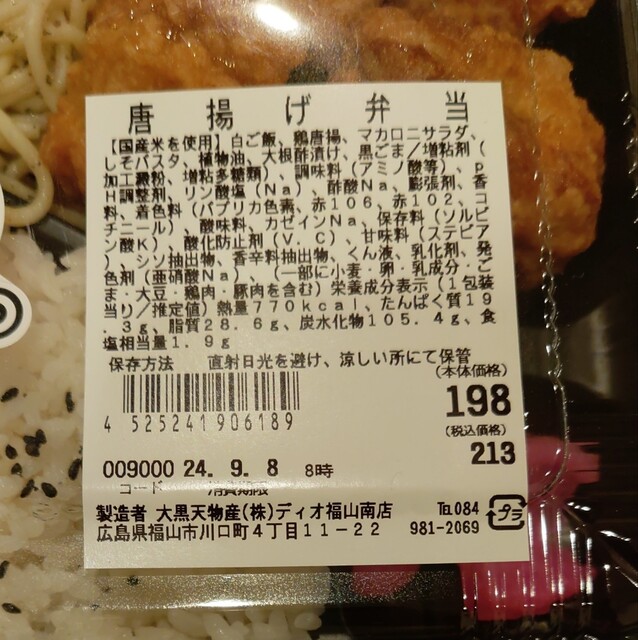 唐揚げ弁当
【国産米を使用】白ご飯、鶏唐揚、マカロニサラダ、
しそパスタ、植物油、大根酢漬け、黒ごま／増粘剤（
加工澱粉、増粘多糖類）、調味料（アミノ酸等）、ｐ
Ｈ調整剤、リン酸塩（Ｎａ）、酢酸Ｎａ、膨張剤、香
料、着色料（パプリカ色素、赤１０６、赤１０２、コ
チニール）、酸味料、カゼインＮａ、保存料（ソルビ
ン酸Ｋ）、酸化防止剤（Ｖ．Ｃ）、甘味料（ステビア
）、シソ抽出物、香辛料抽出物、くん液、乳化剤、発
色剤（亜硝酸Ｎａ）、（一部に小麦・卵・乳成分・ご
ま・大豆・鶏肉・豚肉を含む）栄養成分表示（１包装
当り／推定値）熱量７７０ｋｃａｌ、たんぱく質１９
．３ｇ、脂質２８．６ｇ、炭水化物１０５．４ｇ、食
塩相当量１．９ｇ
保存方法 直射日光を避け、涼しい所にて保管
(本体価格)
198
4 525241 906189
(税込価格)
213
009000 24. 9. 8 8時
コード 消費期限
製造者 大黒天物産(株)ディオ福山南店 TEL084
広島県福山市川口町４丁目１１－２２ 981-2069
プラ